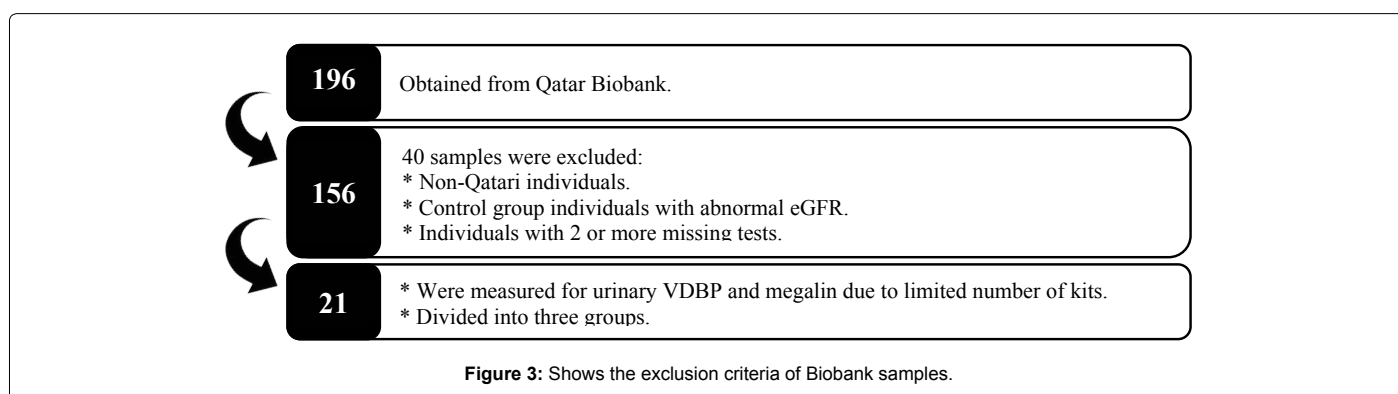 196
Obtained from Qatar Biobank.
156
40 samples were excluded:
* Non-Qatari individuals.
* Control group individuals with abnormal eGFR.
* Individuals with 2 or more missing tests.
21
* Were measured for urinary VDBP and megalin due to limited number of kits.
* Divided into three groups.
Figure 3: Shows the exclusion criteria of Biobank samples.